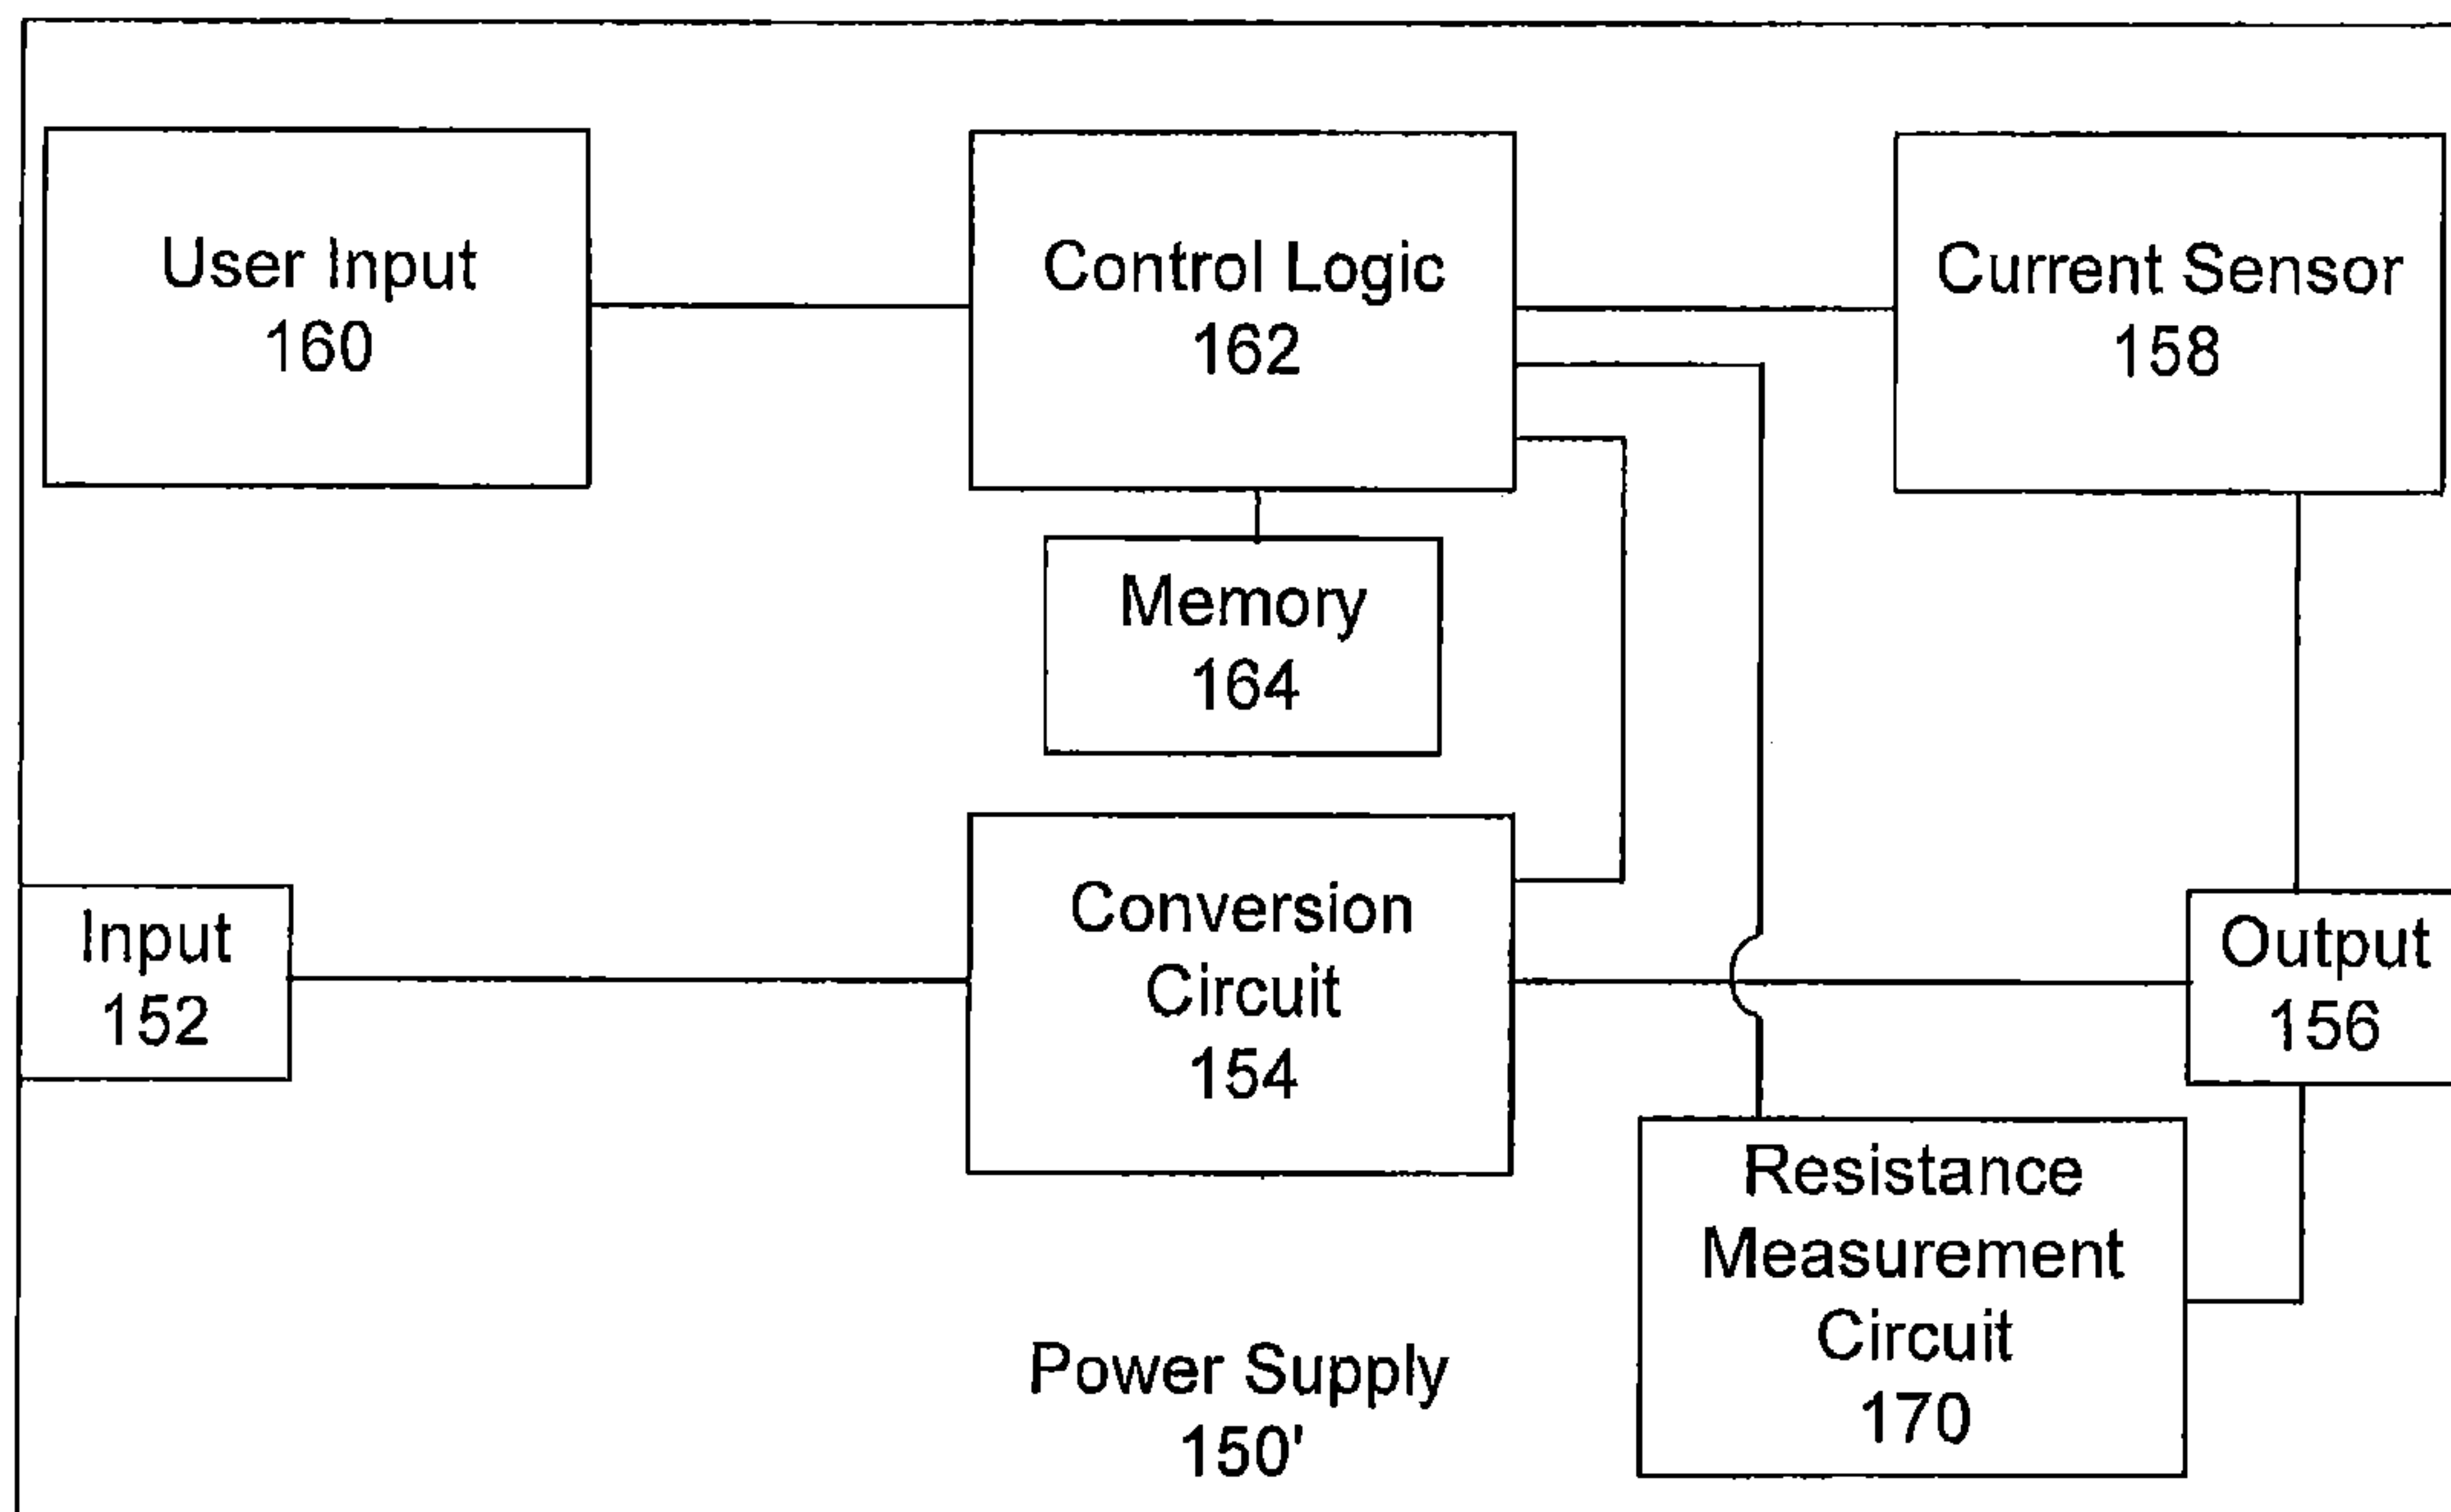 User Input
160
Control Logic
162
Current Sensor
158
Memory
164
Input
152
Conversion
Circuit
154
Output
156
Resistance
Measurement
Circuit
170
Power Supply
150'